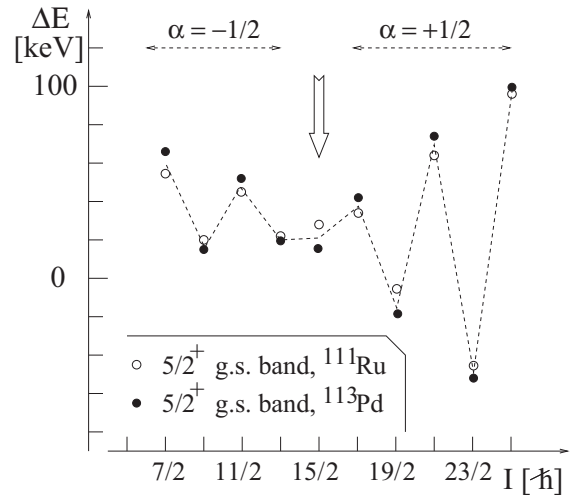 ΔE
[keV]
α = −1/2
α = +1/2
100
0
5/2⁺ g.s. band, ¹¹¹Ru
5/2⁺ g.s. band, ¹¹³Pd
7/2 11/2 15/2 19/2 23/2 I [ℏ]